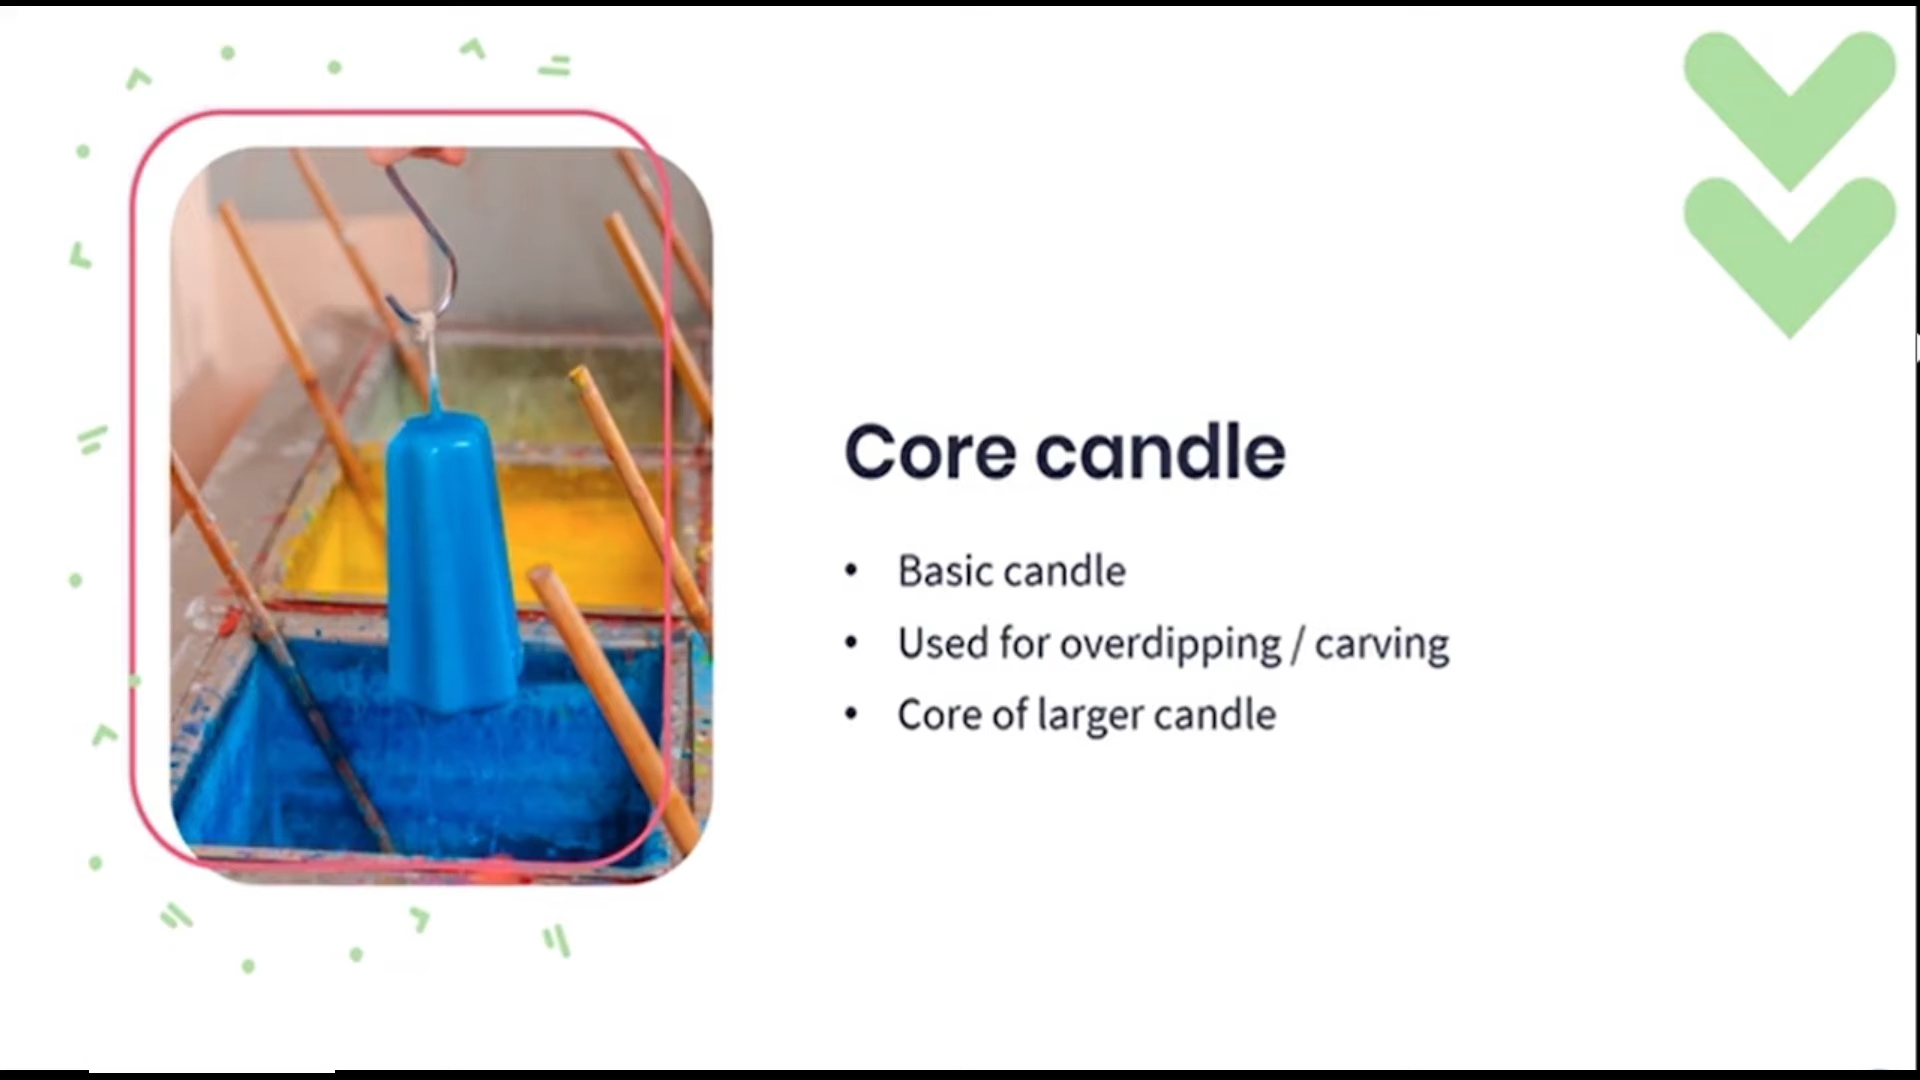 Core candle
• Basic candle
• Used for overdipping / carving
• Core of larger candle